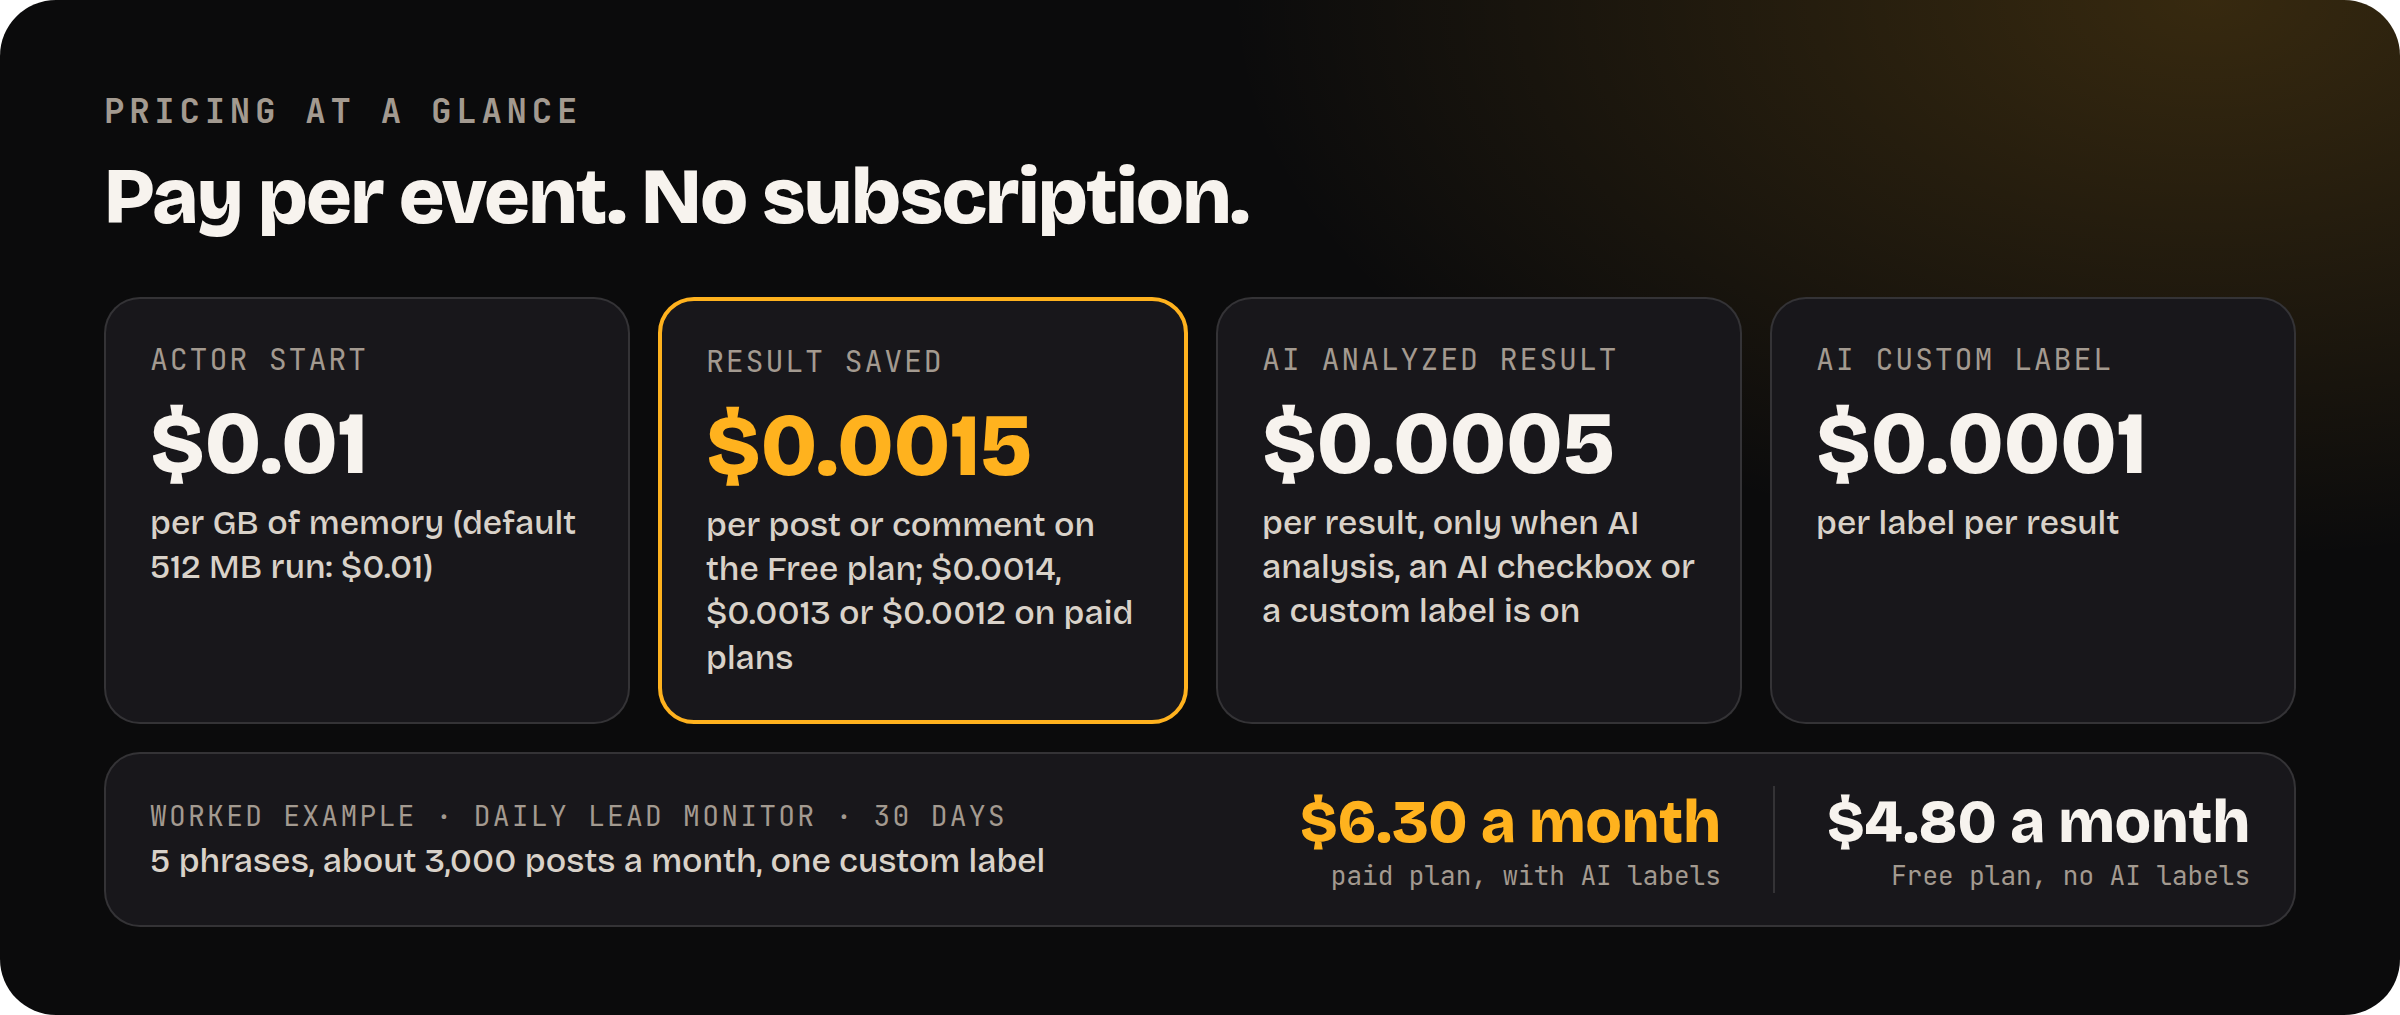 PRICING AT A GLANCE
Pay per event. No subscription.
ACTOR START
$0.01
per GB of memory (default
512 MB run: $0.01)
RESULT SAVED
$0.0015
per post or comment on
the Free plan; $0.0014,
$0.0013 or $0.0012 on paid
plans
AI ANALYZED RESULT
$0.0005
per result, only when AI
analysis, an AI checkbox or
a custom label is on
AI CUSTOM LABEL
$0.0001
per label per result
WORKED EXAMPLE · DAILY LEAD MONITOR · 30 DAYS
5 phrases, about 3,000 posts a month, one custom label
$6.30 a month
paid plan, with AI labels
$4.80 a month
Free plan, no AI labels